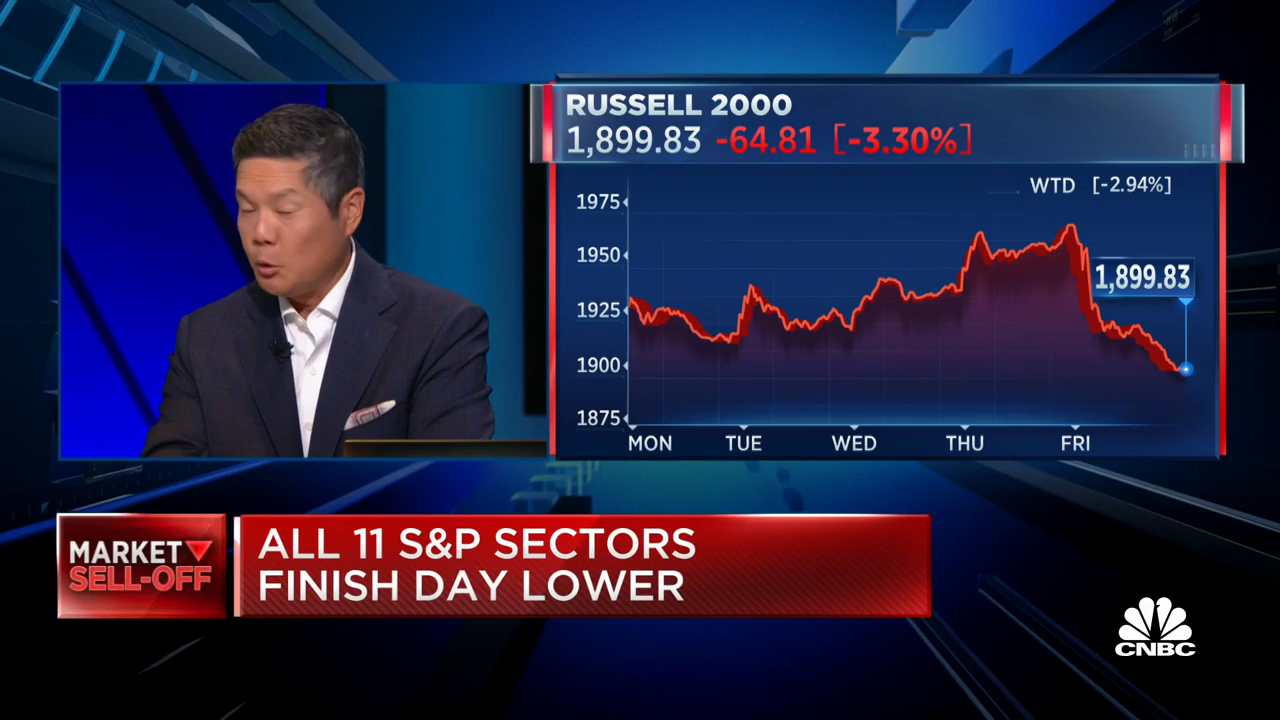 RUSSELL 2000
1,899.83 -64.81 [-3.30%]
WTD [-2.94%]
1975
1950
1925
1900
1875
1,899.83
MON TUE WED THU FRI
MARKET
SELL-OFF
ALL 11 S&P SECTORS
FINISH DAY LOWER
CNBC